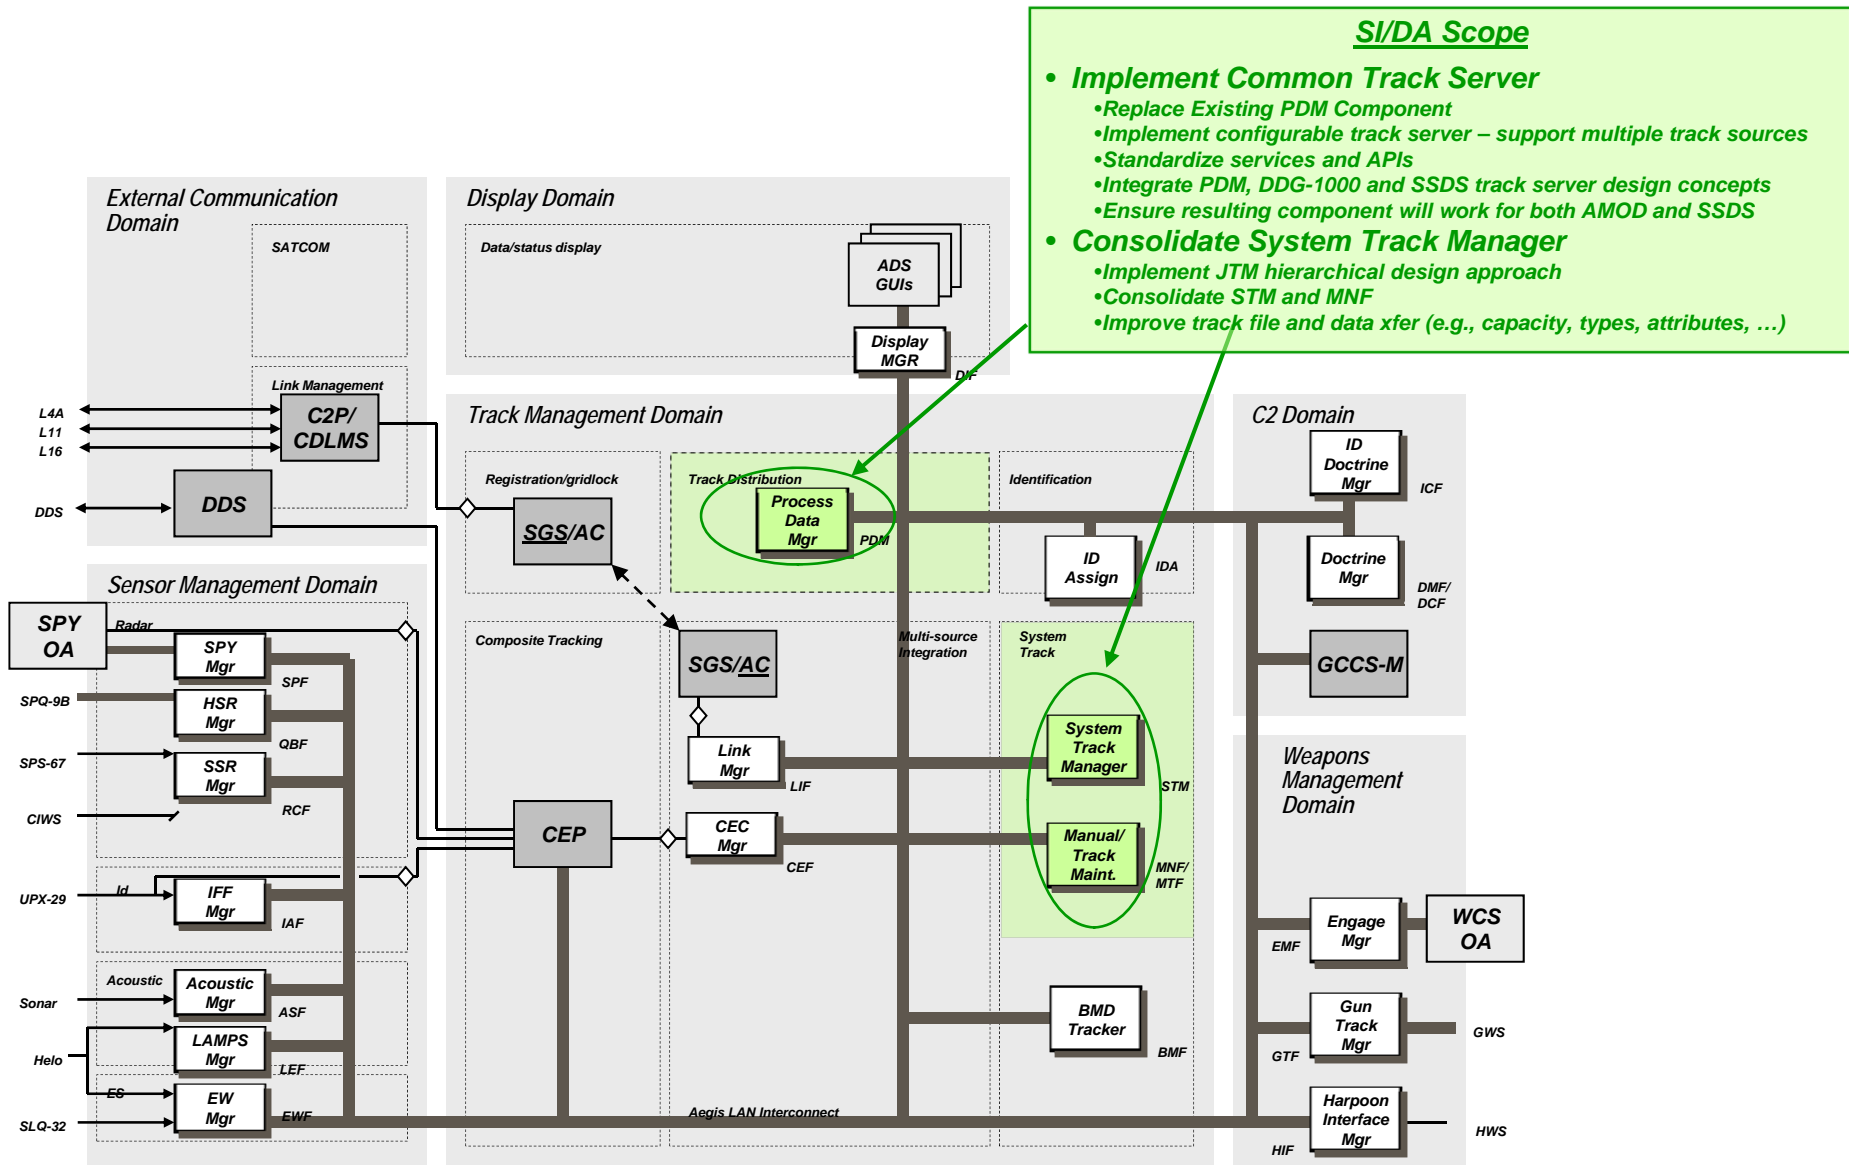 SI/DA Scope
• Implement Common Track Server
•Replace Existing PDM Component
•Implement configurable track server – support multiple track sources
•Standardize services and APIs
•Integrate PDM, DDG-1000 and SSDS track server design concepts
•Ensure resulting component will work for both AMOD and SSDS
• Consolidate System Track Manager
•Implement JTM hierarchical design approach
•Consolidate STM and MNF
•Improve track file and data xfer (e.g., capacity, types, attributes, …)
External Communication
Domain
SATCOM
Link Management
C2P/
CDLMS
L4A
L11
L16
DDS
DDS
Display Domain
Data/status display
ADS
GUIs
Display
MGR
DIF
Track Management Domain
Registration/gridlock
SGS/AC
Track Distribution
Process
Data
Mgr
PDM
Identification
ID
Assign
IDA
Composite Tracking
CEP
SGS/AC
Multi-source
Integration
Link
Mgr
LIF
CEC
Mgr
CEF
System
Track
System
Track
Manager
STM
Manual/
Track
Maint.
MNF/
MTF
BMD
Tracker
BMF
Aegis LAN Interconnect
C2 Domain
ID
Doctrine
Mgr
ICF
Doctrine
Mgr
DMF/
DCF
GCCS-M
Weapons
Management
Domain
Engage
Mgr
EMF
WCS
OA
Gun
Track
Mgr
GTF
GWS
Harpoon
Interface
Mgr
HIF
HWS
Sensor Management Domain
SPY
OA
Radar
SPY
Mgr
SPF
SPQ-9B
HSR
Mgr
QBF
SPS-67
SSR
Mgr
RCF
CIWS
UPX-29
Id
IFF
Mgr
IAF
Sonar
Acoustic
Acoustic
Mgr
ASF
Helo
LAMPS
Mgr
LEF
SLQ-32
ES
EW
Mgr
EWF